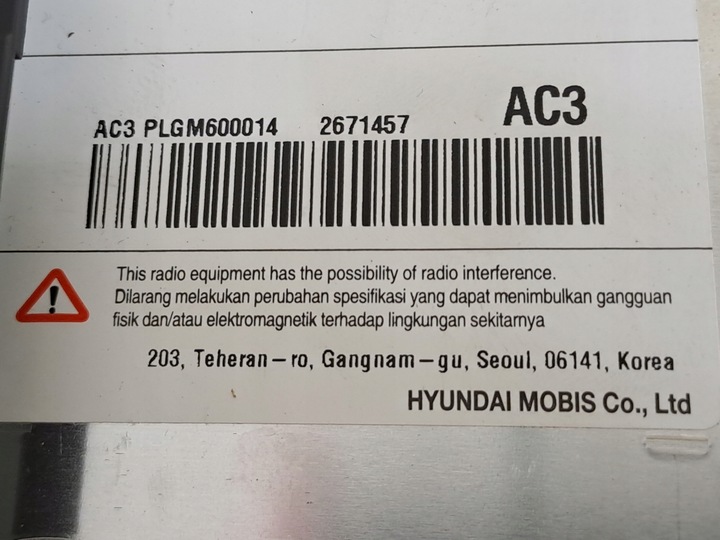 AC3
AC3 PLGM600014 2671457
This radio equipment has the possibility of radio interference.
Dilarang melakukan perubahan spesifikasi yang dapat menimbulkan gangguan
fisik dan/atau elektromagnetik terhadap lingkungan sekitarnya
203, Teheran-ro, Gangnam-gu, Seoul, 06141, Korea
HYUNDAI MOBIS Co., Ltd